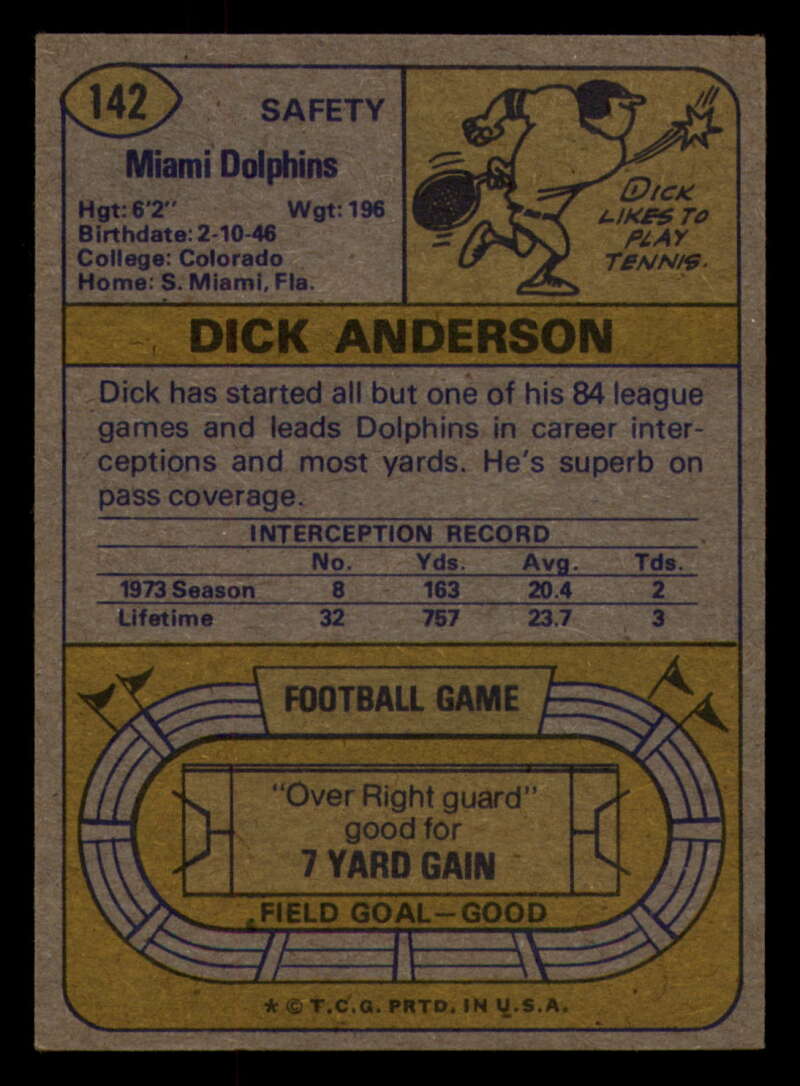 142
SAFETY
Miami Dolphins
Hgt: 6'2" Wgt: 196
Birthdate: 2-10-46
College: Colorado
Home: S. Miami, Fla.
DICK
LIKES TO
PLAY
TENNIS.
DICK ANDERSON
Dick has started all but one of his 84 league
games and leads Dolphins in career inter-
ceptions and most yards. He's superb on
pass coverage.
INTERCEPTION RECORD
No. Yds. Avg. Tds.
1973 Season 8 163 20.4 2
Lifetime 32 757 23.7 3
FOOTBALL GAME
"Over Right guard"
good for
7 YARD GAIN
FIELD GOAL—GOOD
* © T.C.G. PRTD. IN U.S.A.